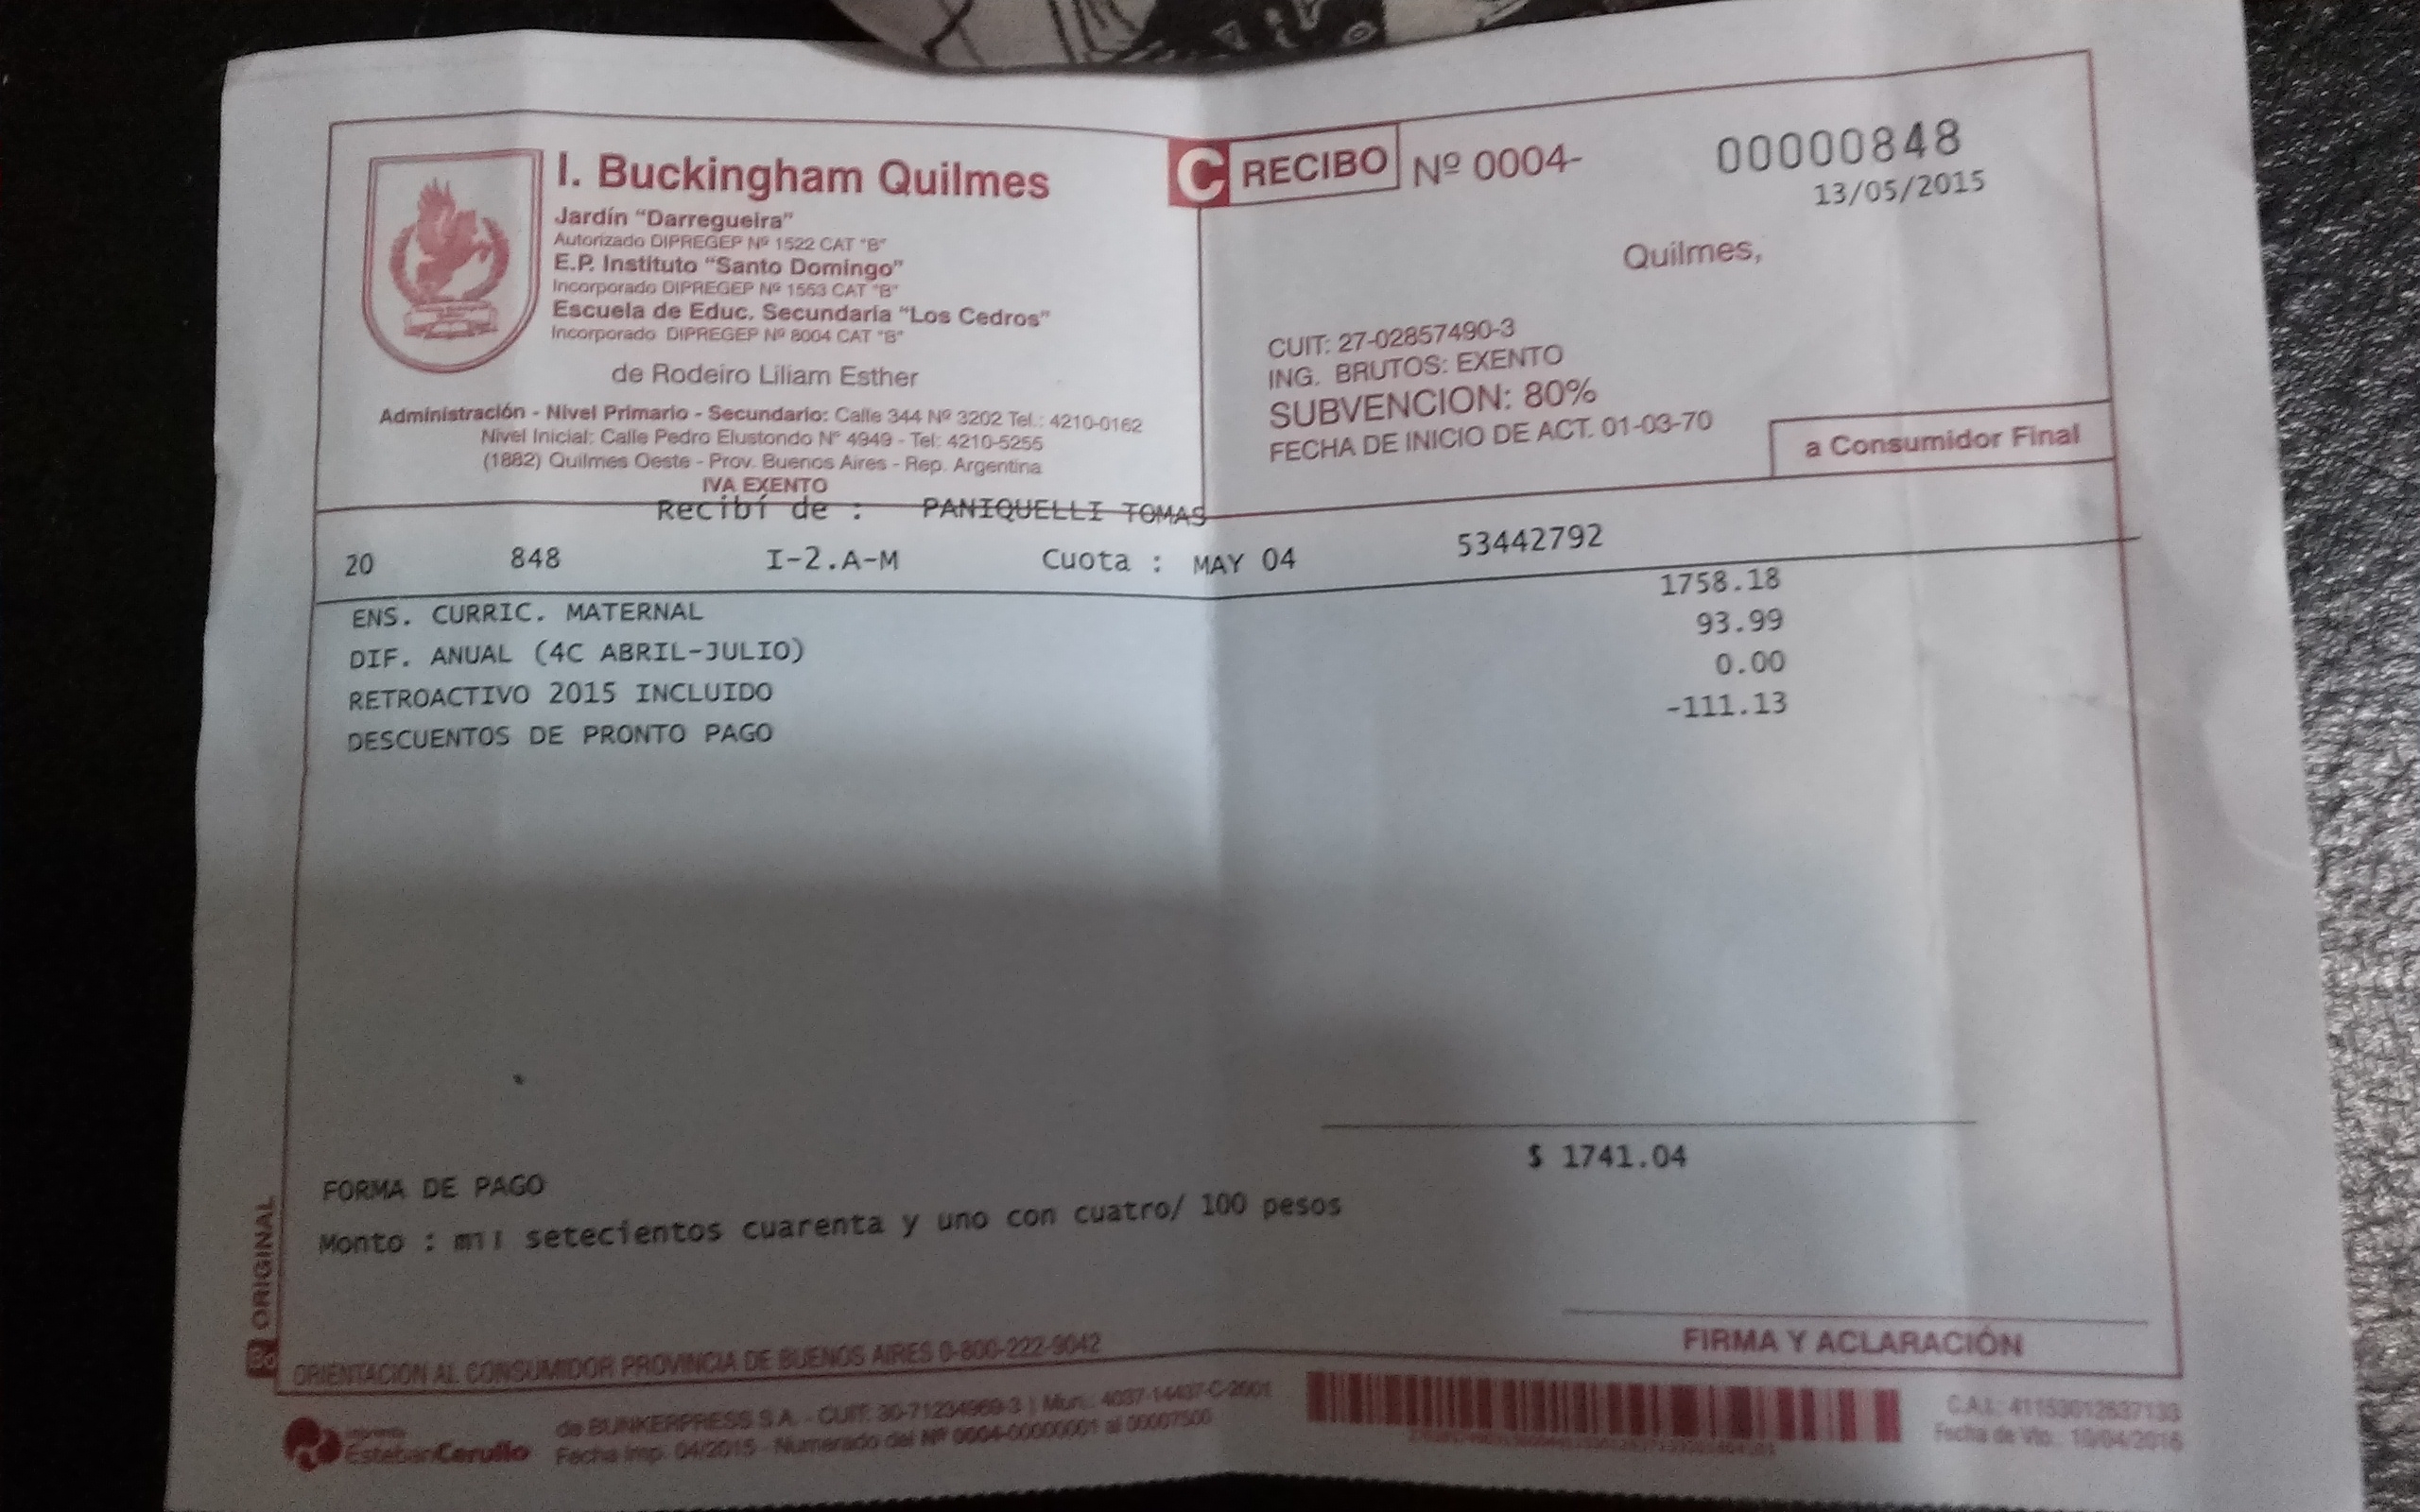 I. Buckingham Quilmes
Jardín "Darregueira"
Autorizado DIPREGEP Nº 1522 CAT "B"
E.P. Instituto "Santo Domingo"
Incorporado DIPREGEP Nº 1553 CAT "B"
Escuela de Educ. Secundaria "Los Cedros"
Incorporado DIPREGEP Nº 8004 CAT "B"
de Rodeiro Liliam Esther
Administración - Nivel Primario - Secundario: Calle 344 Nº 3202 Tel.: 4210-0162
Nivel Inicial: Calle Pedro Elustondo N° 4949 - Tel: 4210-5255
(1882) Quilmes Oeste - Prov. Buenos Aires - Rep. Argentina
IVA EXENTO
C RECIBO Nº 0004- 00000848
13/05/2015
Quilmes,
CUIT: 27-02857490-3
ING. BRUTOS: EXENTO
SUBVENCION: 80%
FECHA DE INICIO DE ACT. 01-03-70
a Consumidor Final
Recibí de : PANIQUELLI TOMAS
20 848 I-2.A-M Cuota : MAY 04 53442792
ENS. CURRIC. MATERNAL 1758.18
DIF. ANUAL (4C ABRIL-JULIO) 93.99
RETROACTIVO 2015 INCLUIDO 0.00
DESCUENTOS DE PRONTO PAGO -111.13
$ 1741.04
FORMA DE PAGO
Monto : mil setecientos cuarenta y uno con cuatro/ 100 pesos
FIRMA Y ACLARACIÓN
ORIGINAL
ORIENTACION AL CONSUMIDOR PROVINCIA DE BUENOS AIRES 0-800-222-9042
imprenta
EstebanCerullo
de BUNKERPRESS S.A. - CUIT: 30-71234969-3 | Mun.: 4037-14437-C-2001
Fecha Imp. 04/2015 - Numerado del Nº 0004-00000001 al 00007500
C.A.I.: 41153012637133
Fecha de Vto.: 10/04/2016